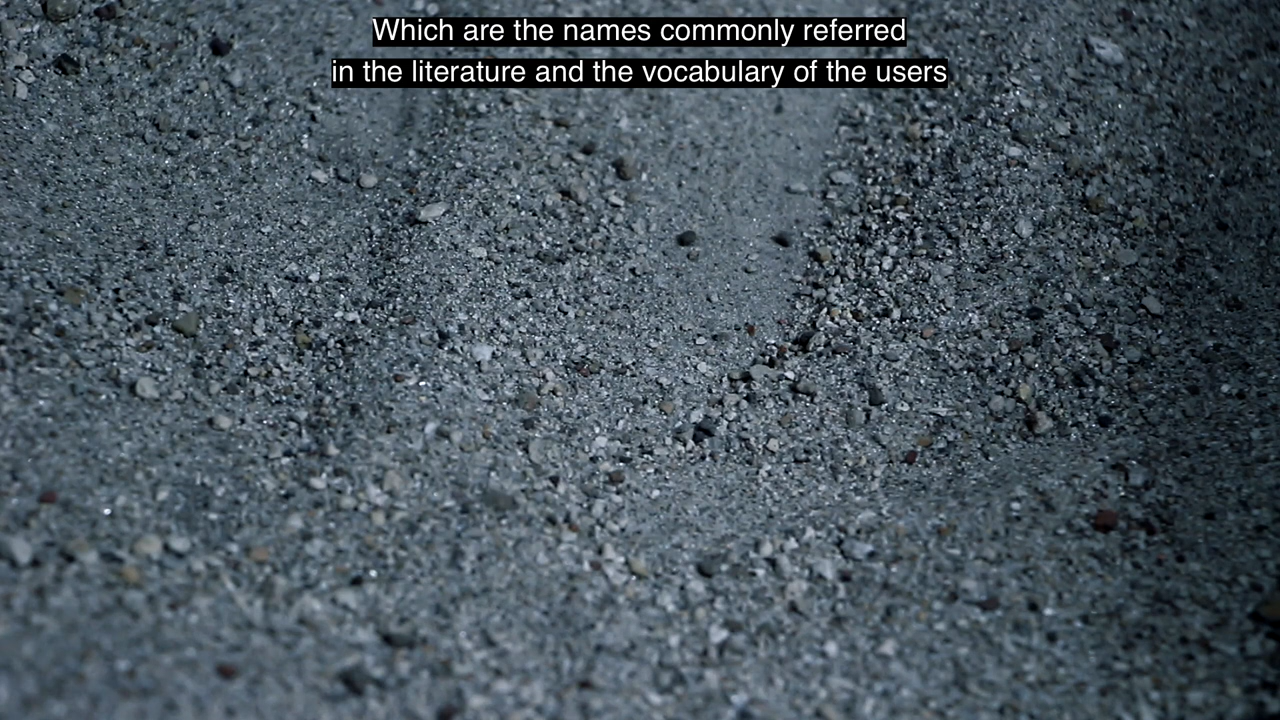 Which are the names commonly referred
in the literature and the vocabulary of the users